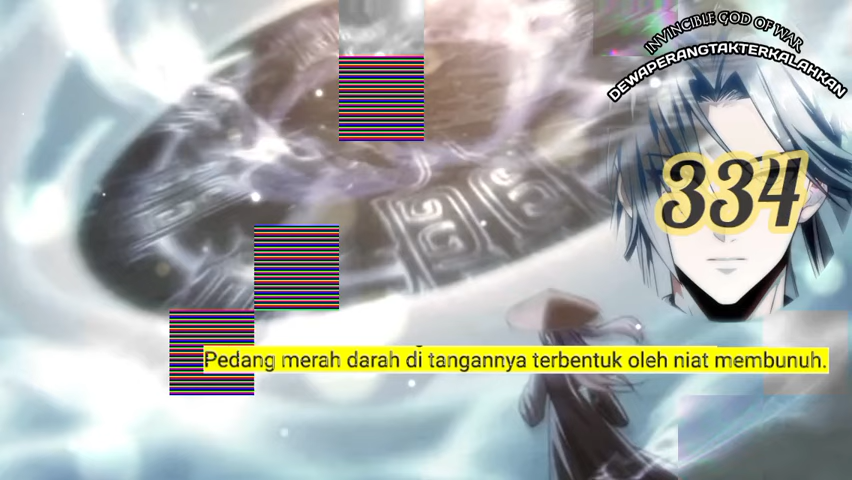 INVINCIBLE GOD OF WAR
DEWAPERANGTAKTERKALAHKAN
334
Pedang merah darah di tangannya terbentuk oleh niat membunuh.